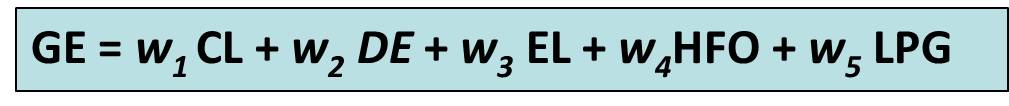 GE = w₁ CL + w₂ DE + w₃ EL + w₄HFO + w₅ LPG